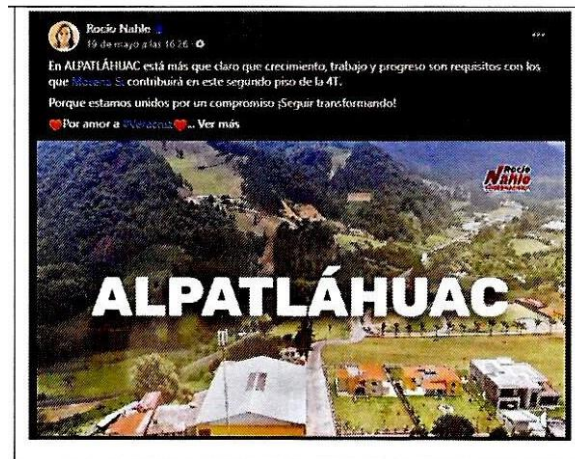 Rocío Nahle
19 de mayo a las 16:26
En ALPATLÁHUAC está más que claro que crecimiento, trabajo y progreso son requisitos con los
que Morena Sí contribuirá en este segundo piso de la 4T.
Porque estamos unidos por un compromiso ¡Seguir transformando!
Por amor a #Veracruz ... Ver más
Rocío
Nahle
GOBERNADORA
ALPATLÁHUAC